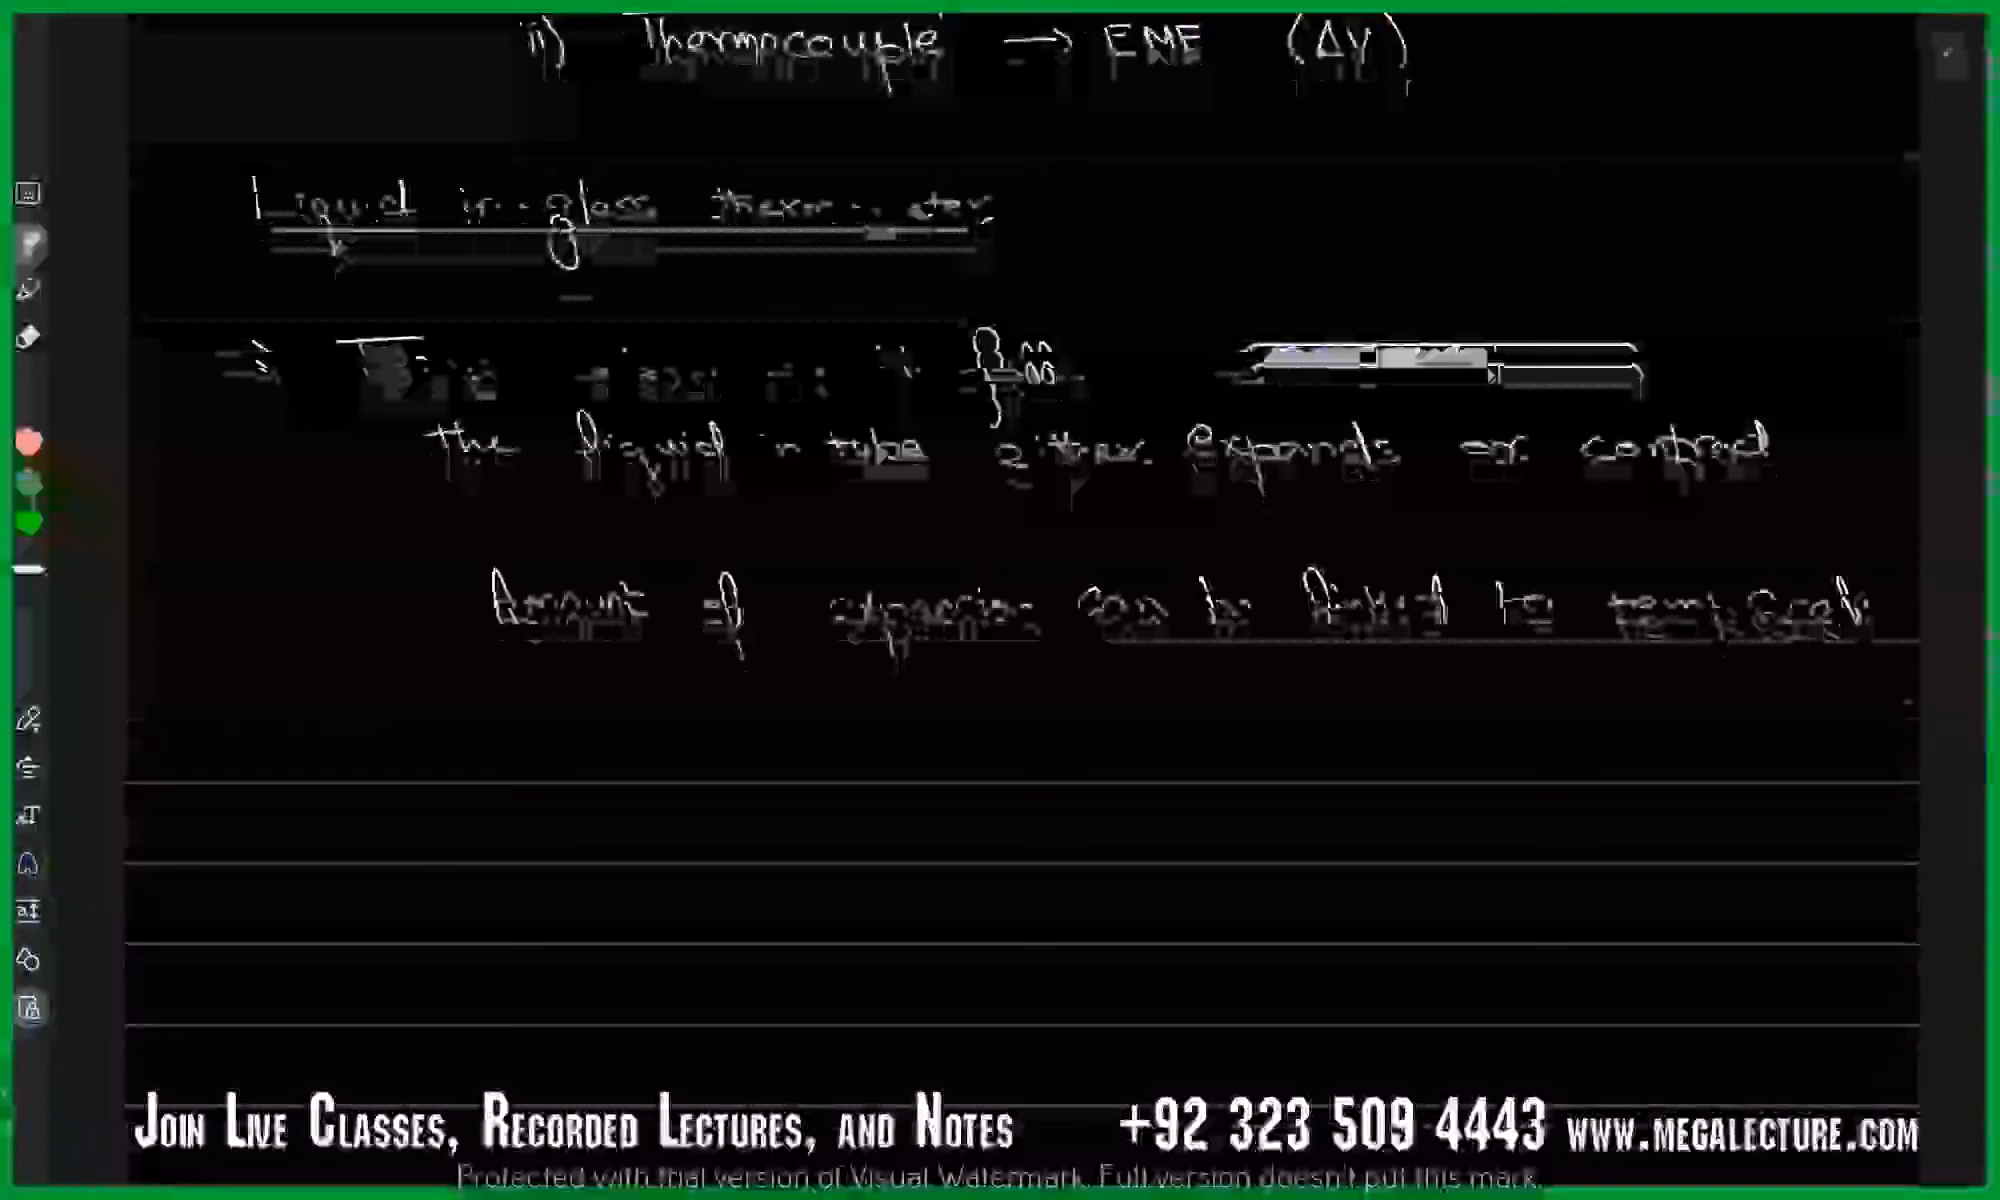 ii) Thermocouple → EMF (ΔV)
Liquid in glass thermometer
⇒
the liquid in tube either expands or contract
Amount of expansion can be linked to temp. Scale
JOIN LIVE CLASSES, RECORDED LECTURES, AND NOTES +92 323 509 4443 WWW.MEGALECTURE.COM
Protected with trial version of Visual Watermark. Full version doesn't put this mark.